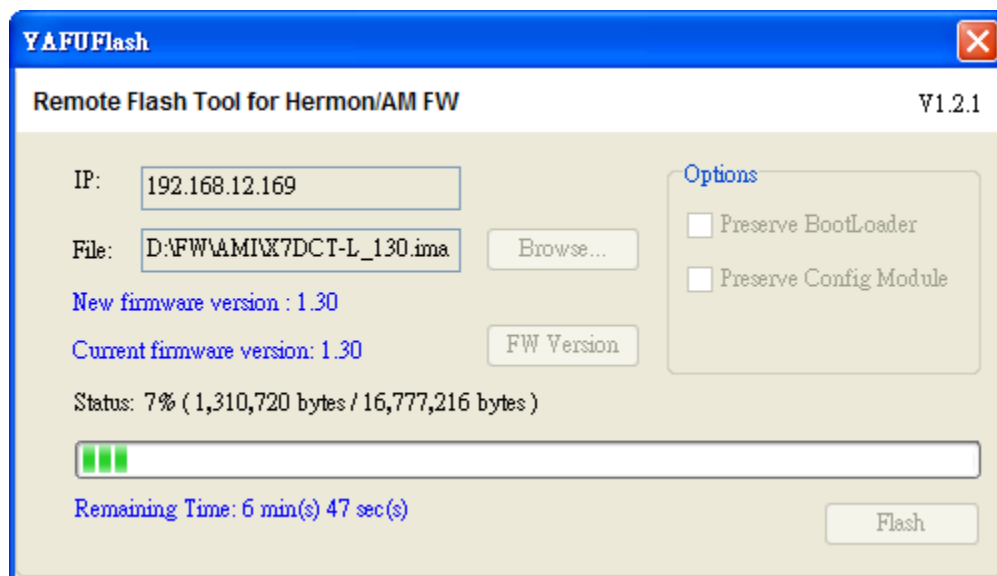 YAFUFlash
Remote Flash Tool for Hermon/AM FW
V1.2.1
IP:
192.168.12.169
File:
D:\FW\AMI\X7DCT-L_130.ima
Browse...
New firmware version : 1.30
Current firmware version: 1.30
FW Version
Options
Preserve BootLoader
Preserve Config Module
Status: 7% ( 1,310,720 bytes / 16,777,216 bytes )
Remaining Time: 6 min(s) 47 sec(s)
Flash